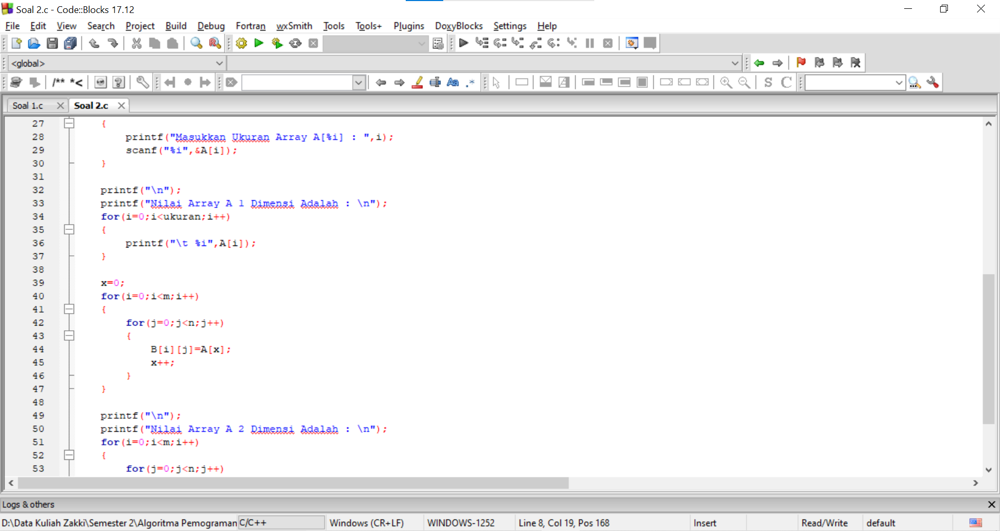 Soal 2.c - Code::Blocks 17.12
File Edit View Search Project Build Debug Fortran wxSmith Tools Tools+ Plugins DoxyBlocks Settings Help
<global>
/** *<
Aa .* S C
Soal 1.c Soal 2.c
27 {
28 printf("Masukkan Ukuran Array A[%i] : ",i);
29 scanf("%i",&A[i]);
30 }
31
32 printf("\n");
33 printf("Nilai Array A 1 Dimensi Adalah : \n");
34 for(i=0;i<ukuran;i++)
35 {
36 printf("\t %i",A[i]);
37 }
38
39 x=0;
40 for(i=0;i<m;i++)
41 {
42 for(j=0;j<n;j++)
43 {
44 B[i][j]=A[x];
45 x++;
46 }
47 }
48
49 printf("\n");
50 printf("Nilai Array A 2 Dimensi Adalah : \n");
51 for(i=0;i<m;i++)
52 {
53 for(j=0;j<n;j++)
Logs & others
D:\Data Kuliah Zakki\Semester 2\Algoritma Pemograman C/C++ Windows (CR+LF) WINDOWS-1252 Line 8, Col 19, Pos 168 Insert Read/Write default